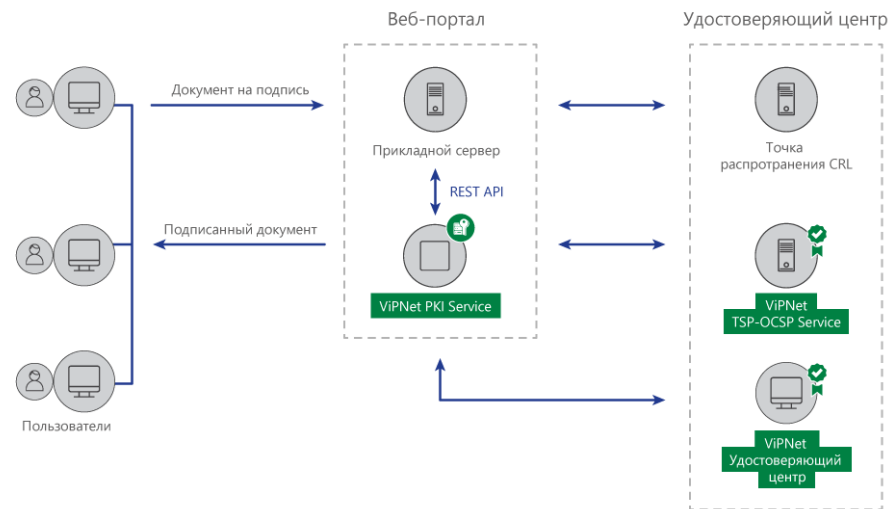 Веб-портал
Удостоверяющий центр
Документ на подпись
Прикладной сервер
Точка
распротранения CRL
REST API
Подписанный документ
ViPNet PKI Service
ViPNet
TSP-OCSP Service
Пользователи
ViPNet
Удостоверяющий
центр